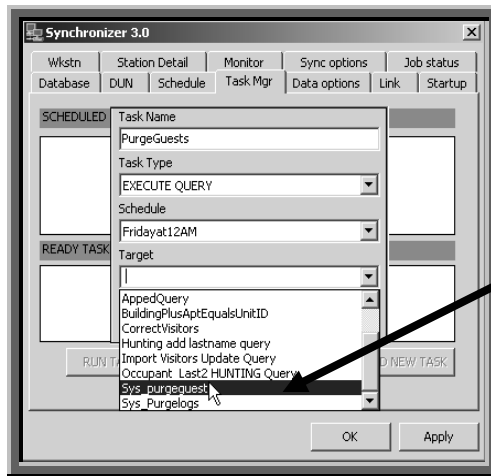 Synchronizer 3.0
Wkstn Station Detail Monitor Sync options Job status
Database DUN Schedule Task Mgr Data options Link Startup
SCHEDULED
Task Name
PurgeGuests
Task Type
EXECUTE QUERY
Schedule
Fridayat12AM
READY TASK
Target
AppedQuery
BuildingPlusAptEqualsUnitID
CorrectVisitors
Hunting add lastname query
Import Visitors Update Query
Occupant Last2 HUNTING Query
Sys_purgeguest
Sys_Purgelogs
RUN NEW TASK
OK Apply